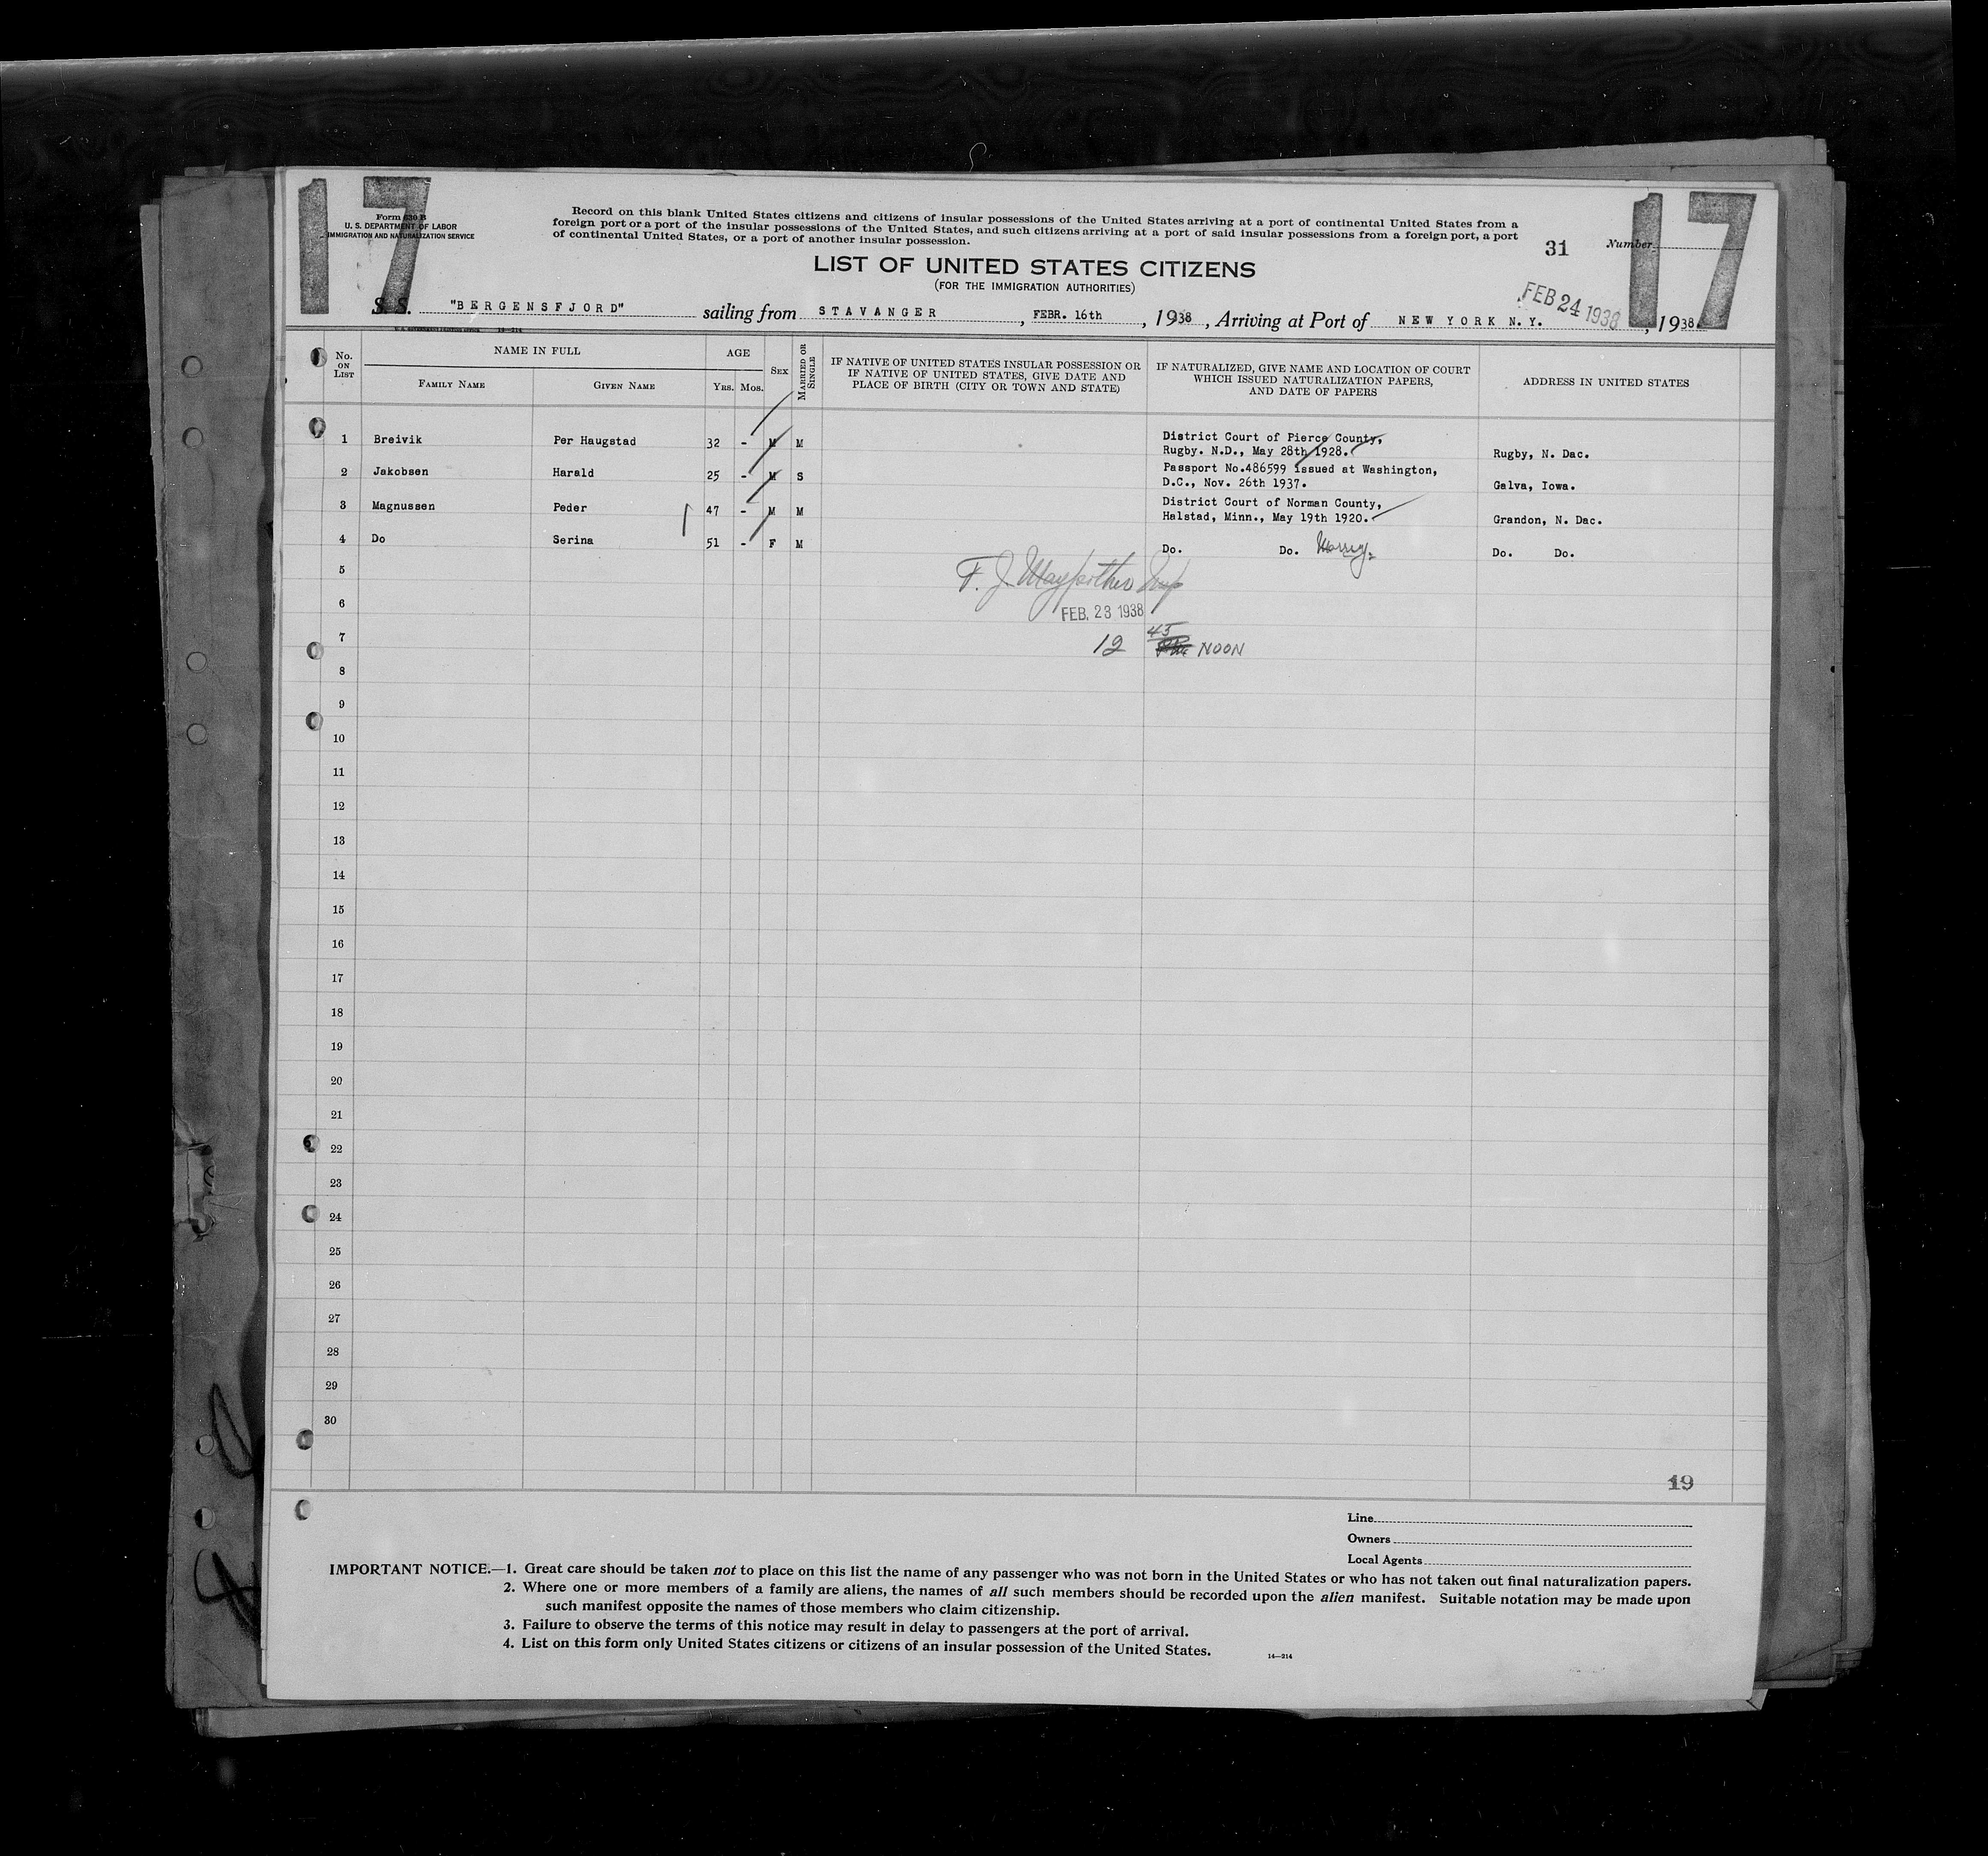 17
17
Form 630 B
U. S. DEPARTMENT OF LABOR
IMMIGRATION AND NATURALIZATION SERVICE
Record on this blank United States citizens and citizens of insular possessions of the United States arriving at a port of continental United States from a
foreign port or a port of the insular possessions of the United States, and such citizens arriving at a port of said insular possessions from a foreign port, a port
of continental United States, or a port of another insular possession.
31 Number
LIST OF UNITED STATES CITIZENS
(FOR THE IMMIGRATION AUTHORITIES)
FEB 24 1938
S. S. "BERGENSFJORD" sailing from STAVANGER, FEBR. 16th, 1938, Arriving at Port of NEW YORK N.Y., 1938
No. ON LIST
NAME IN FULL
FAMILY NAME GIVEN NAME
AGE
YRS. MOS.
SEX
MARRIED OR SINGLE
IF NATIVE OF UNITED STATES INSULAR POSSESSION OR
IF NATIVE OF UNITED STATES, GIVE DATE AND
PLACE OF BIRTH (CITY OR TOWN AND STATE)
IF NATURALIZED, GIVE NAME AND LOCATION OF COURT
WHICH ISSUED NATURALIZATION PAPERS,
AND DATE OF PAPERS
ADDRESS IN UNITED STATES
1 Breivik Per Haugstad 32 - M M District Court of Pierce County,
Rugby. N.D., May 28th 1928. Rugby, N. Dac.
2 Jakobsen Harald 25 - M S Passport No.486599 issued at Washington,
D.C., Nov. 26th 1937. Galva, Iowa.
3 Magnussen Peder 47 - M M District Court of Norman County,
Halstad, Minn., May 19th 1920. Grandon, N. Dac.
4 Do Serina 51 - F M Do. Do. Do. Do.
5
F. J.
6
FEB. 23 1938
7
12 45 NOON
8
9
10
11
12
13
14
15
16
17
18
19
20
21
22
23
24
25
26
27
28
29
30
19
Line
Owners
Local Agents
IMPORTANT NOTICE.—1. Great care should be taken not to place on this list the name of any passenger who was not born in the United States or who has not taken out final naturalization papers.
2. Where one or more members of a family are aliens, the names of all such members should be recorded upon the alien manifest. Suitable notation may be made upon
such manifest opposite the names of those members who claim citizenship.
3. Failure to observe the terms of this notice may result in delay to passengers at the port of arrival.
4. List on this form only United States citizens or citizens of an insular possession of the United States.
14—214